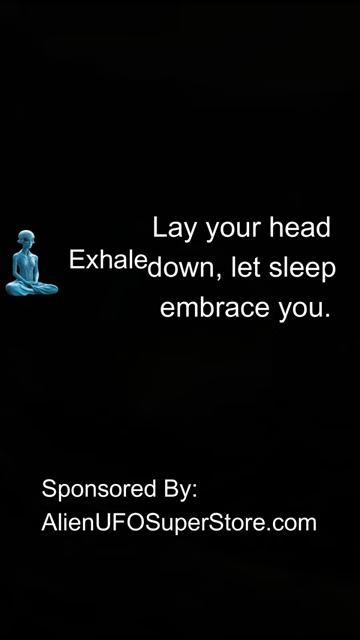 Lay your head
Exhale
down, let sleep
embrace you.
Sponsored By:
AlienUFOSuperStore.com